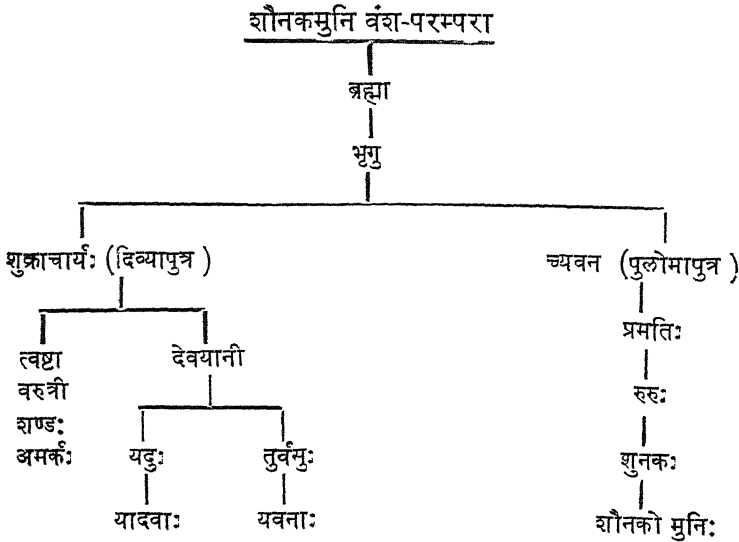 शौनकमुनि वंश-परम्परा
ब्रह्मा
भृगु
शुक्राचार्यः (दिव्यापुत्र)
च्यवन (पुलोमापुत्र)
प्रमतिः
त्वष्टा
देवयानी
वरुत्री
रुरुः
शण्डः
अमर्कः
यदुः
तुर्वसुः
शुनकः
यादवाः
यवनाः
शौनको मुनिः